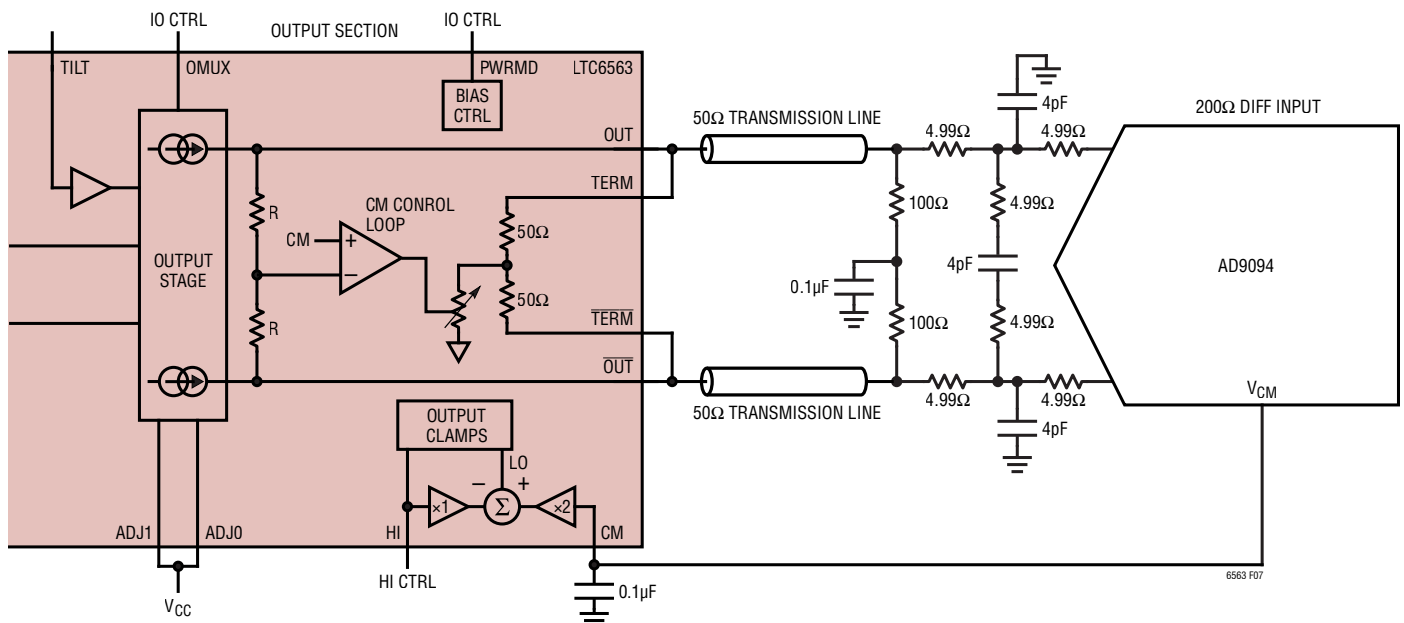 IO CTRL
OUTPUT SECTION
IO CTRL
TILT
OMUX
PWRMD
LTC6563
BIAS
CTRL
OUT
TERM
50Ω TRANSMISSION LINE
4.99Ω
4pF
4.99Ω
200Ω DIFF INPUT
R
CM CONROL
LOOP
CM
+
−
50Ω
50Ω
100Ω
4.99Ω
OUTPUT
STAGE
0.1µF
4pF
AD9094
R
TERM
OUT
100Ω
4.99Ω
50Ω TRANSMISSION LINE
4.99Ω
4.99Ω
4pF
VCM
OUTPUT
CLAMPS
LO
−
+
×1
Σ
×2
ADJ1
ADJ0
HI
CM
HI CTRL
VCC
0.1µF
6563 F07